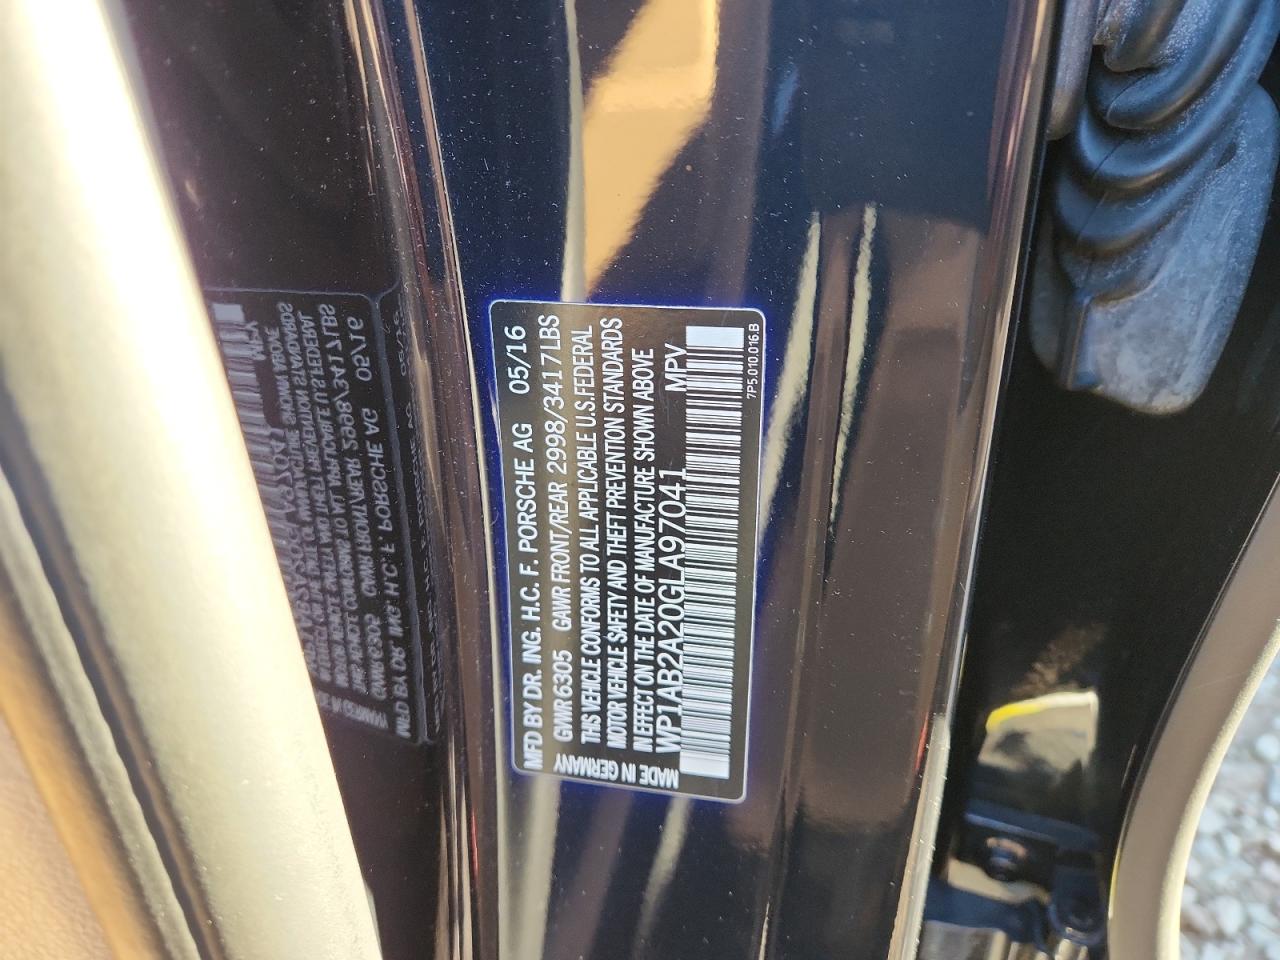 MFD BY DR. ING. H.C. F. PORSCHE AG 05/16
GVWR 6305 GAWR FRONT/REAR 2998/3417LBS
THIS VEHICLE CONFORMS TO ALL APPLICABLE U.S.FEDERAL
MOTOR VEHICLE SAFETY AND THEFT PREVENTION STANDARDS
IN EFFECT ON THE DATE OF MANUFACTURE SHOWN ABOVE
WP1AB2A20GLA97041 MPV
MADE IN GERMANY
7P5.010.016.B